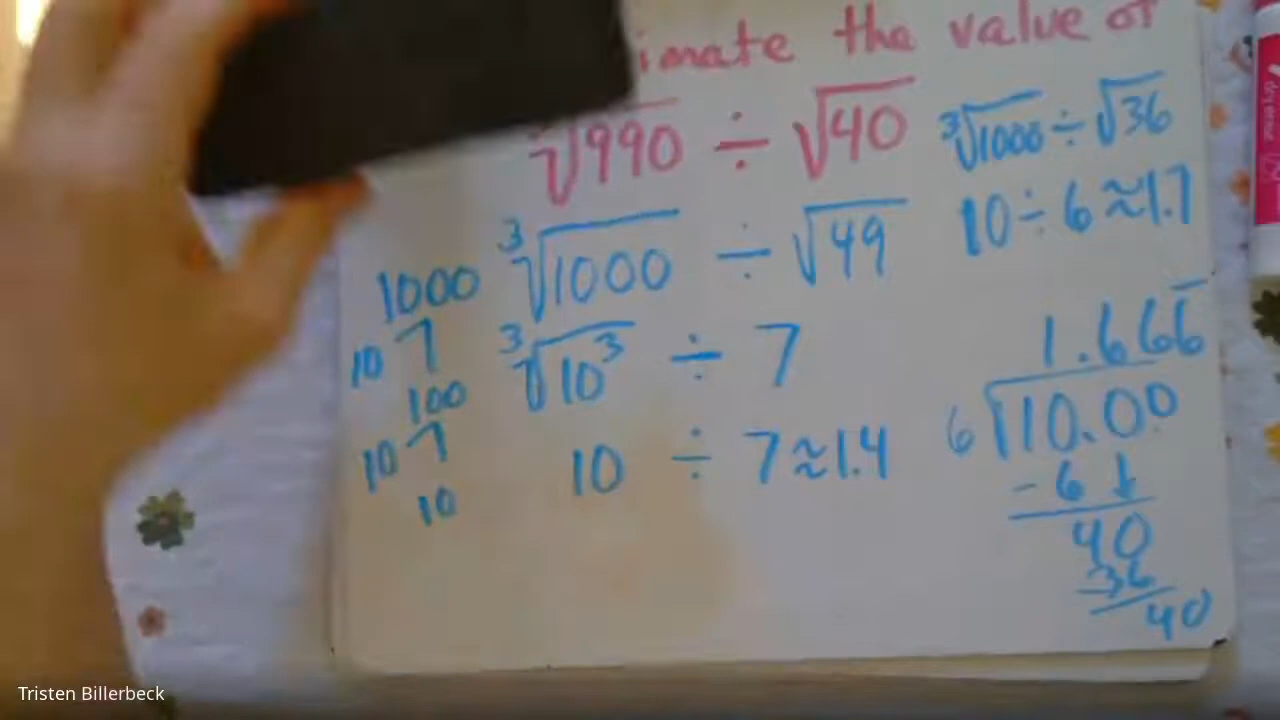 imate the value of
∛990 ÷ √40
∛1000 ÷ √36
10 ÷ 6 ≈ 1.7
∛1000 ÷ √49
∛10³ ÷ 7
10 ÷ 7 ≈ 1.4
1000
10
100
10
10
1.666
6 10.00
- 6
40
- 36
40
Tristen Billerbeck